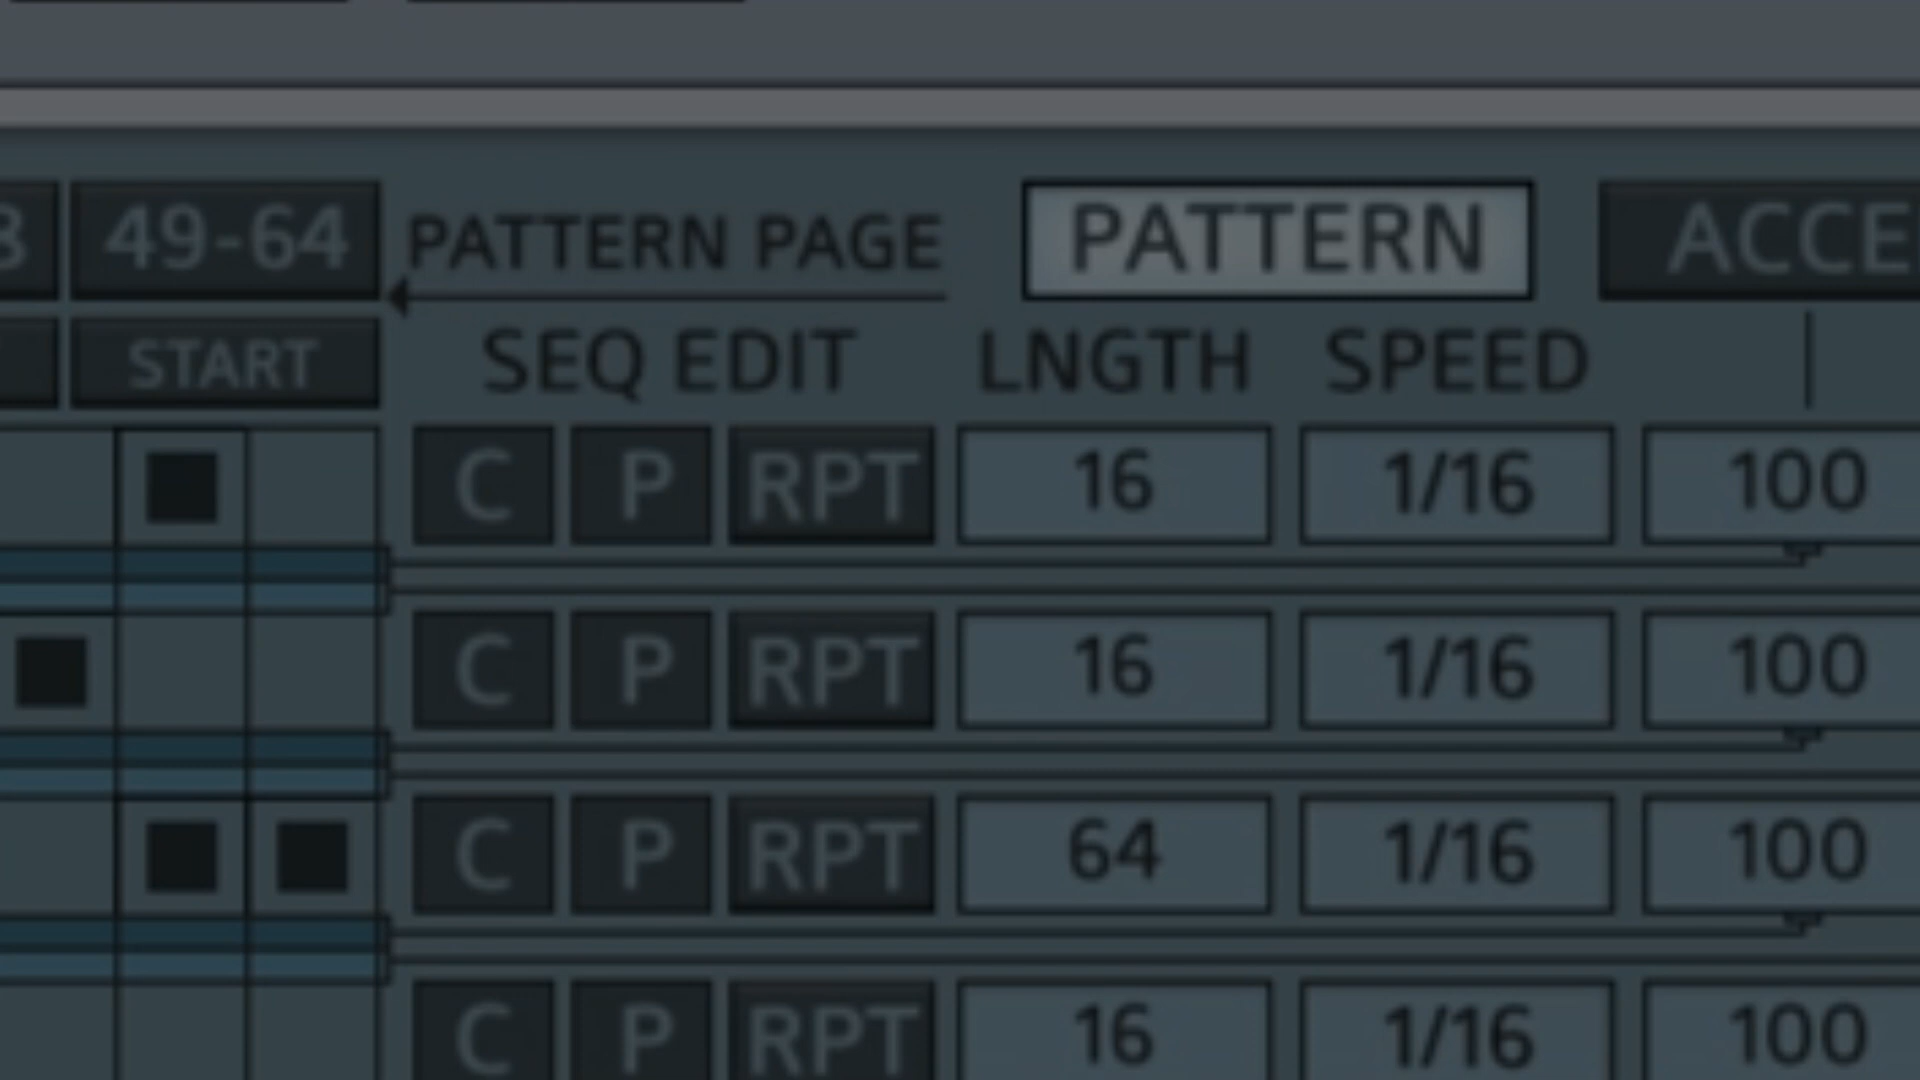 49-64 PATTERN PAGE PATTERN ACCE
START SEQ EDIT LNGTH SPEED
C P RPT 16 1/16 100
C P RPT 16 1/16 100
C P RPT 64 1/16 100
C P RPT 16 1/16 100